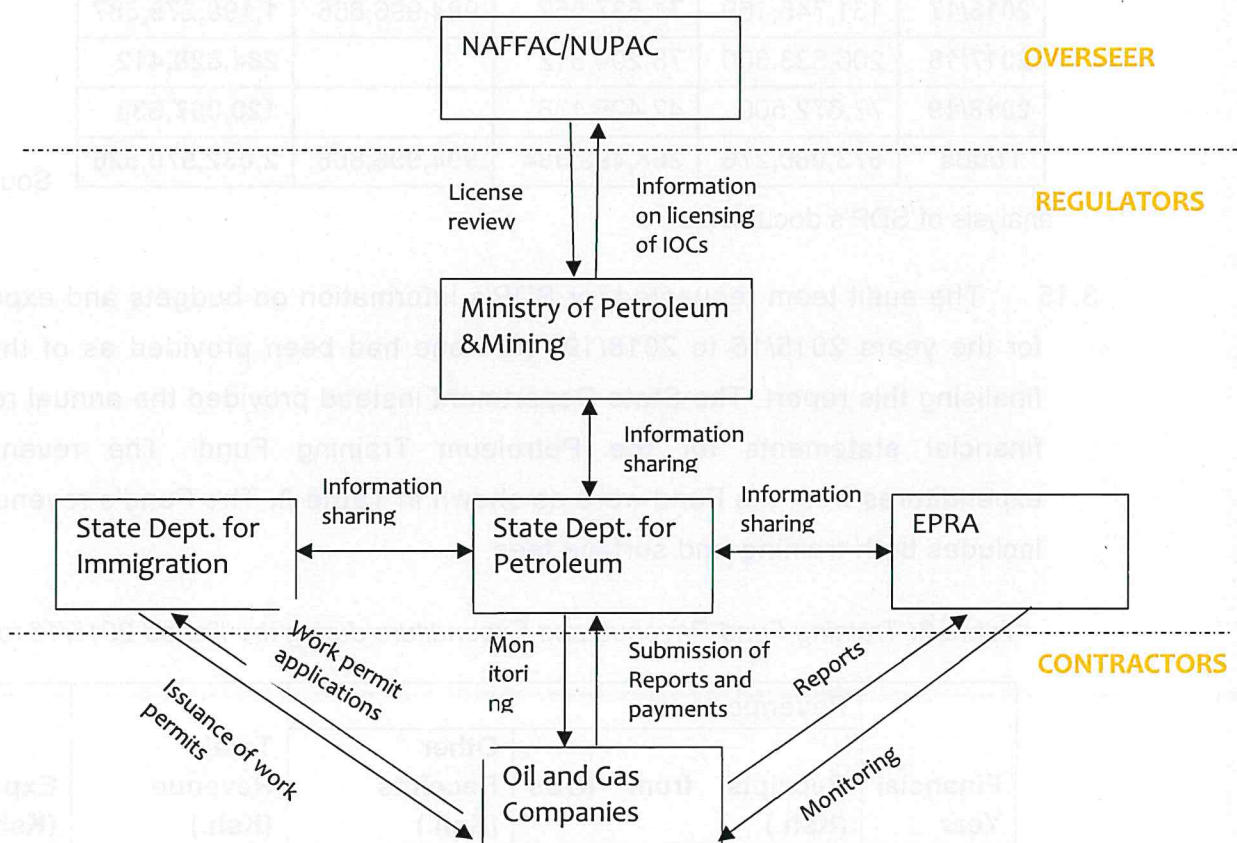 NAFFAC/NUPAC
OVERSEER
License
review
Information
on licensing
of IOCs
REGULATORS
Ministry of Petroleum
&Mining
Information
sharing
Information
sharing
Information
sharing
State Dept. for
Immigration
State Dept. for
Petroleum
EPRA
Work permit
applications
Issuance of work
permits
Mon
itori
ng
Submission of
Reports and
payments
Reports
Monitoring
CONTRACTORS
Oil and Gas
Companies